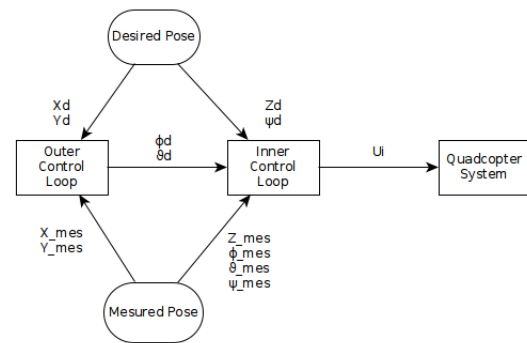 Desired Pose
Xd
Yd
Zd
ψd
ϕd
θd
Outer
Control
Loop
Inner
Control
Loop
Ui
Quadcopter
System
X_mes
Y_mes
Z_mes
ϕ_mes
θ_mes
ψ_mes
Mesured Pose